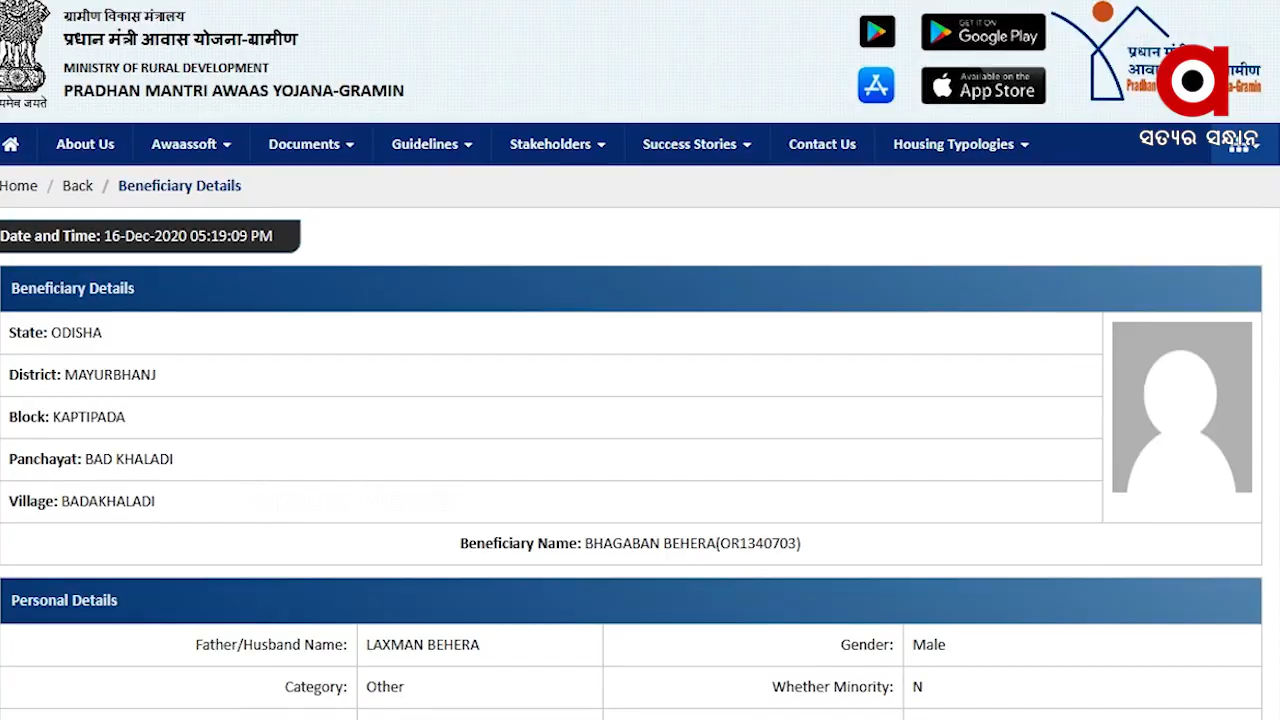 ग्रामीण विकास मंत्रालय
प्रधान मंत्री आवास योजना-ग्रामीण
MINISTRY OF RURAL DEVELOPMENT
PRADHAN MANTRI AWAAS YOJANA-GRAMIN
यमेव जयते
GET IT ON
Google Play
Available on the
App Store
प्रधान मं
आवा
ामीण
Pradhan
a-Gramin
ସତ୍ୟର ସନ୍ଧାନ
About Us Awaassoft Documents Guidelines Stakeholders Success Stories Contact Us Housing Typologies
Home / Back / Beneficiary Details
Date and Time: 16-Dec-2020 05:19:09 PM
Beneficiary Details
State: ODISHA
District: MAYURBHANJ
Block: KAPTIPADA
Panchayat: BAD KHALADI
Village: BADAKHALADI
Beneficiary Name: BHAGABAN BEHERA(OR1340703)
Personal Details
Father/Husband Name: LAXMAN BEHERA Gender: Male
Category: Other Whether Minority: N